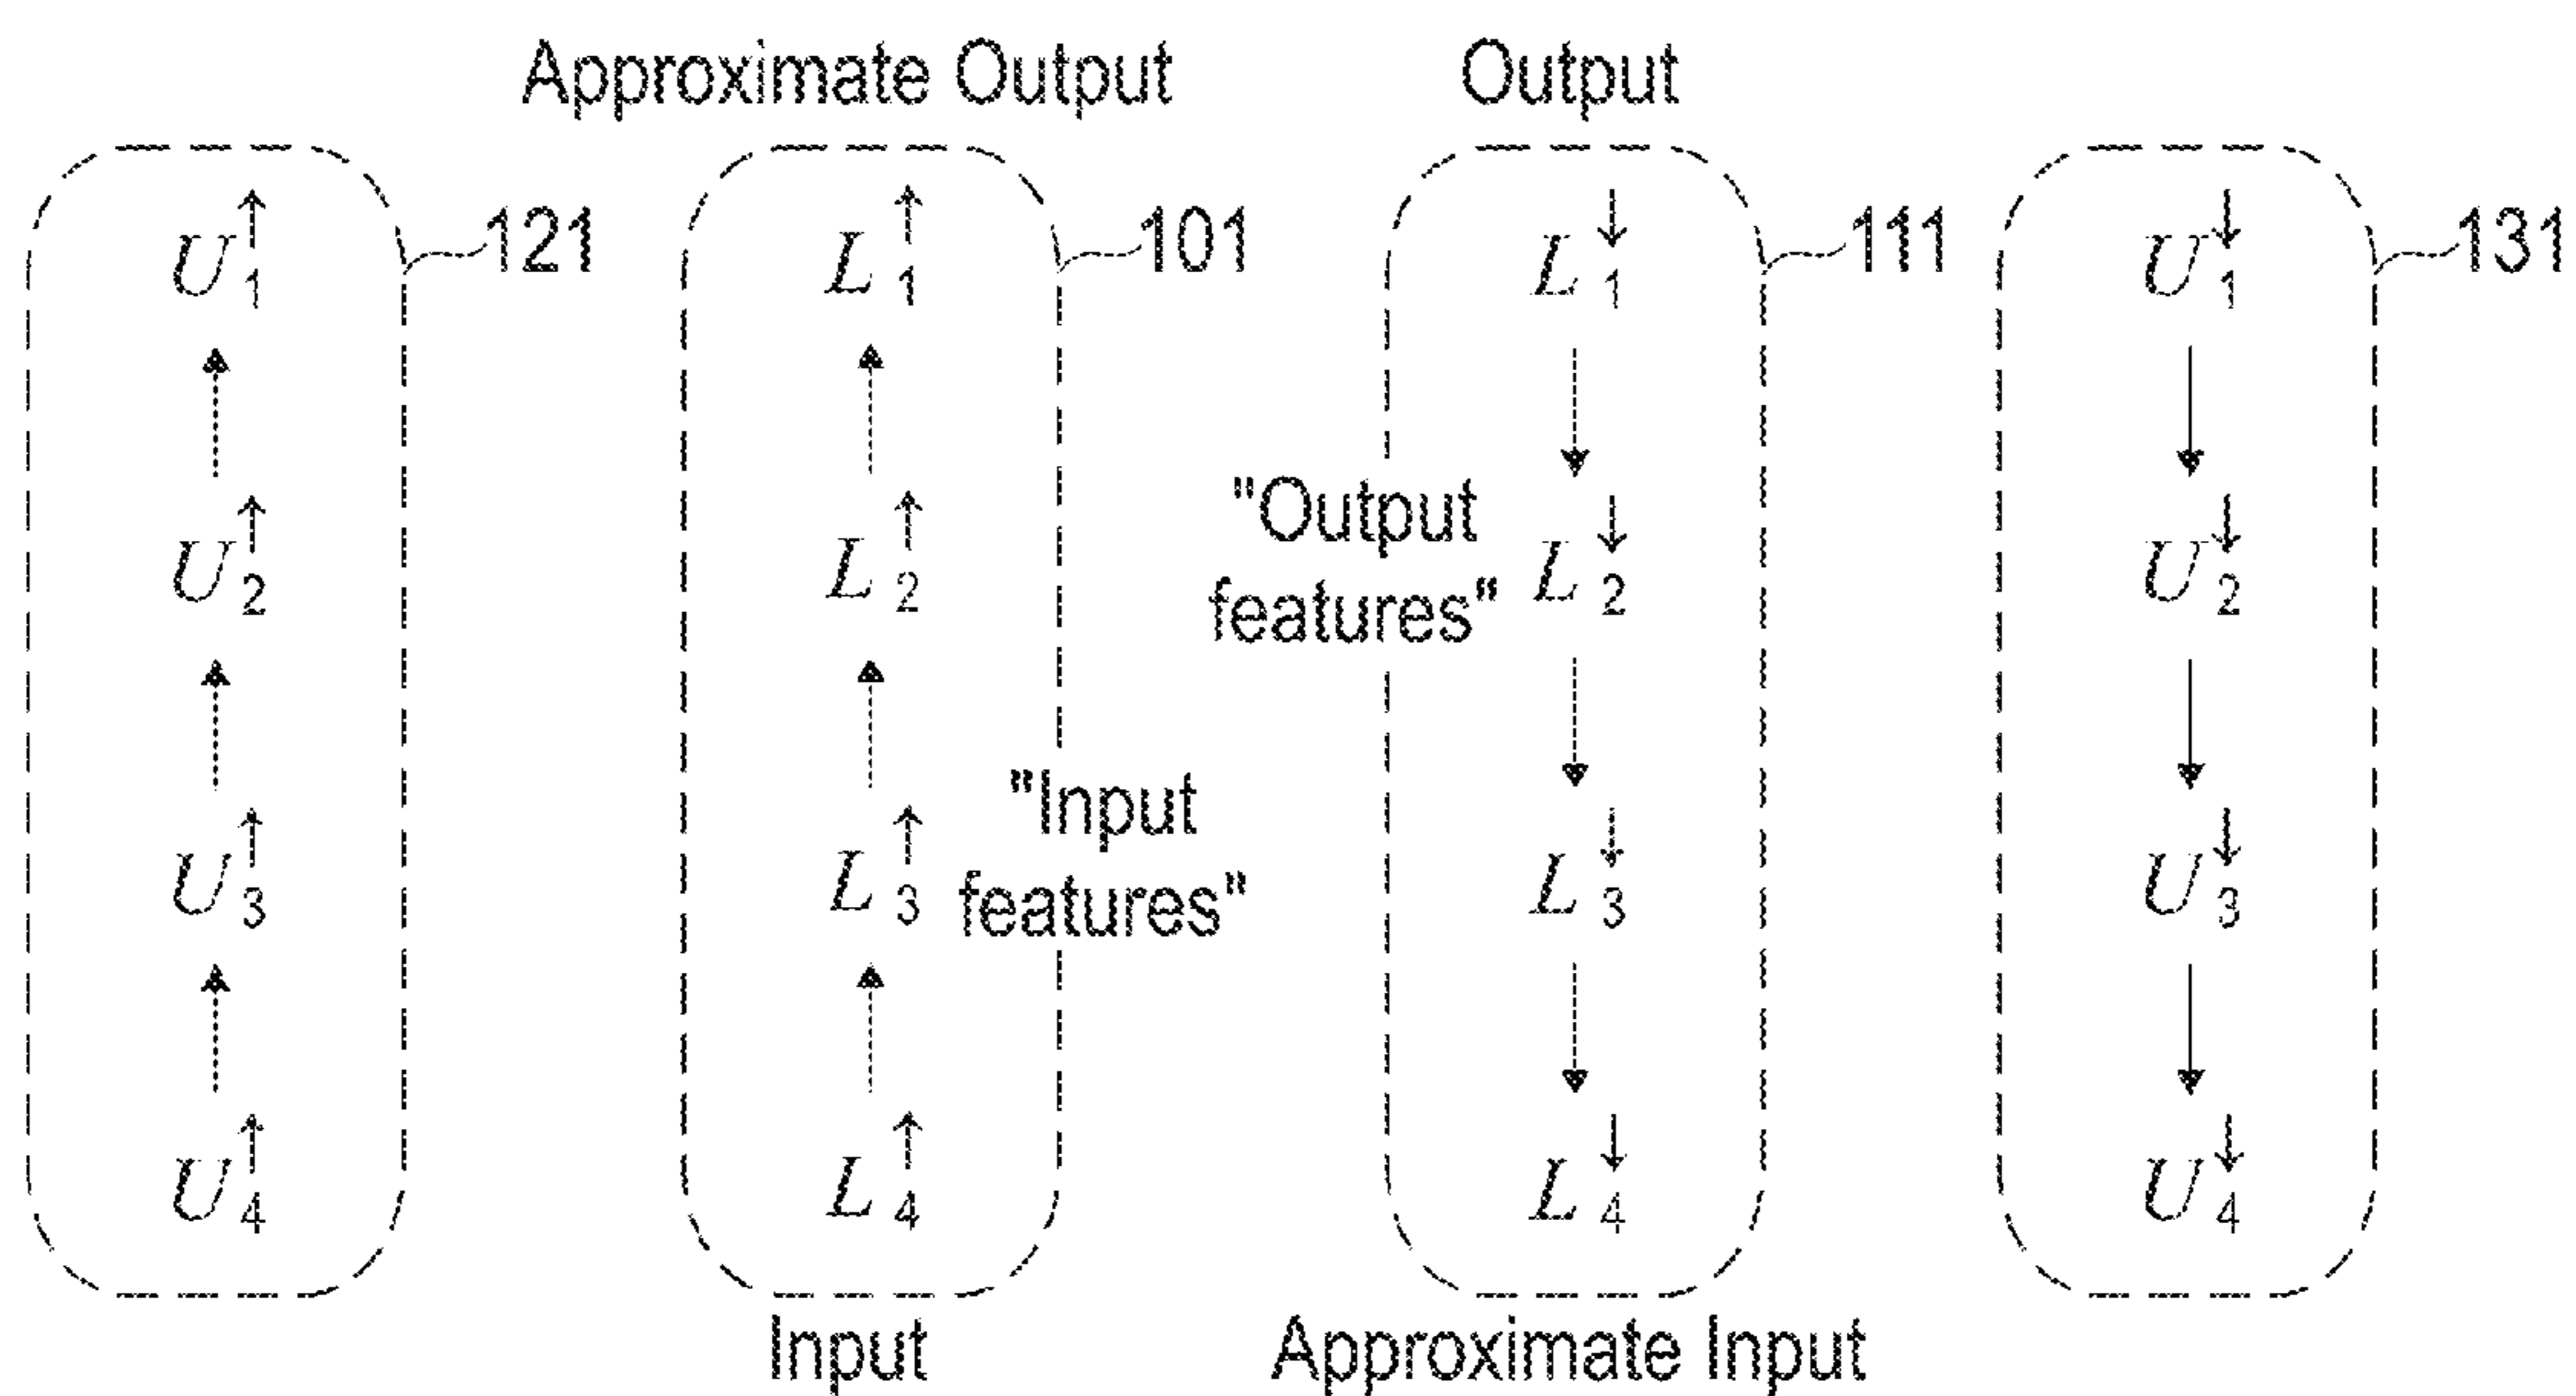 Approximate Output Output
U↑1 121 L↑1 101 L↓1 111 U↓1 131
U↑2 L↑2 "Output features" L↓2 U↓2
U↑3 L↑3 "Input features" L↓3 U↓3
U↑4 L↑4 L↓4 U↓4
Input Approximate Input